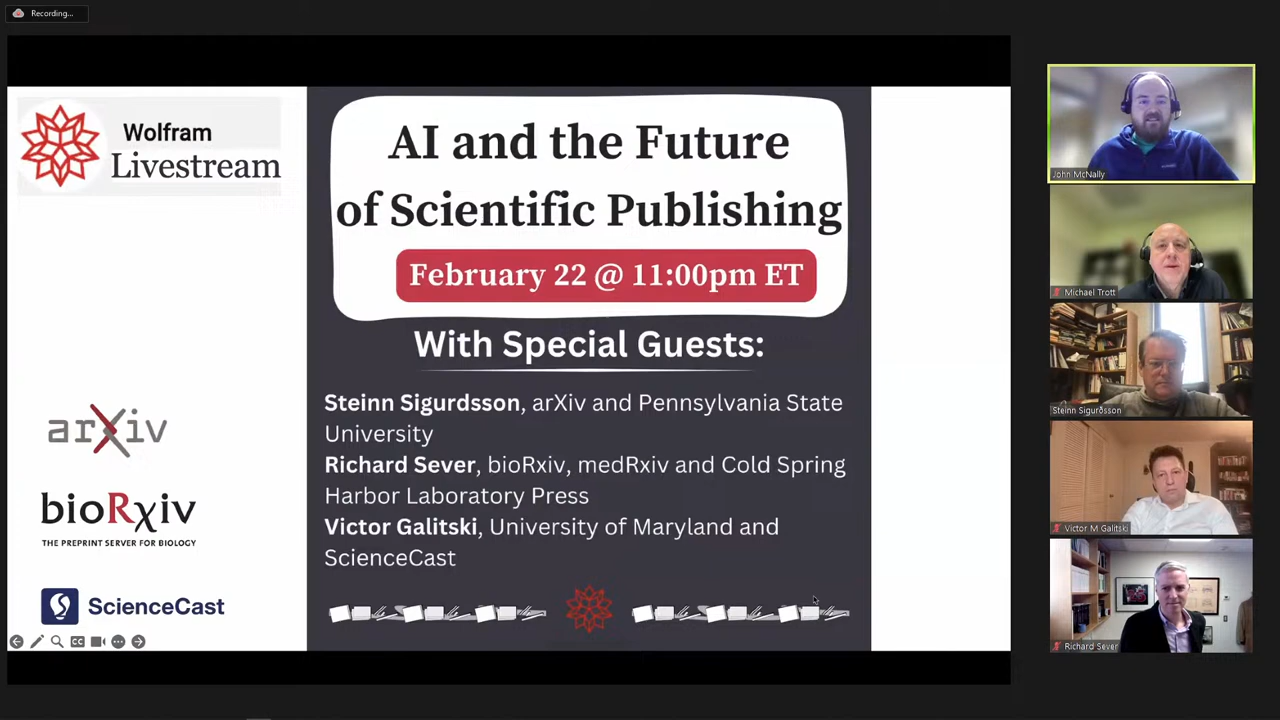 Recording...
Wolfram
Livestream
AI and the Future
of Scientific Publishing
February 22 @ 11:00pm ET
With Special Guests:
Steinn Sigurdsson, arXiv and Pennsylvania State
University
Richard Sever, bioRxiv, medRxiv and Cold Spring
Harbor Laboratory Press
Victor Galitski, University of Maryland and
ScienceCast
arXiv
bioRxiv
THE PREPRINT SERVER FOR BIOLOGY
ScienceCast
CC
John McNally
Michael Trott
Steinn Sigurðsson
Victor M Galitski
Richard Sever